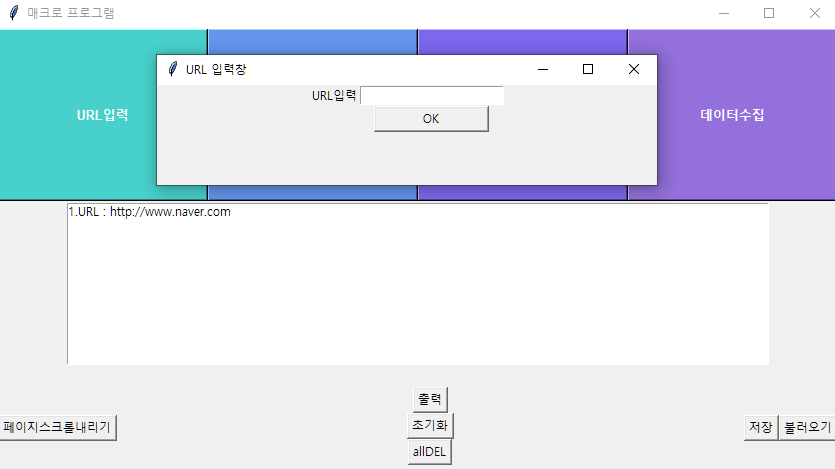 매크로 프로그램
URL 입력창
URL입력
OK
URL입력
데이터수집
1.URL : http://www.naver.com
출력
페이지스크롤내리기
초기화
저장
불러오기
allDEL